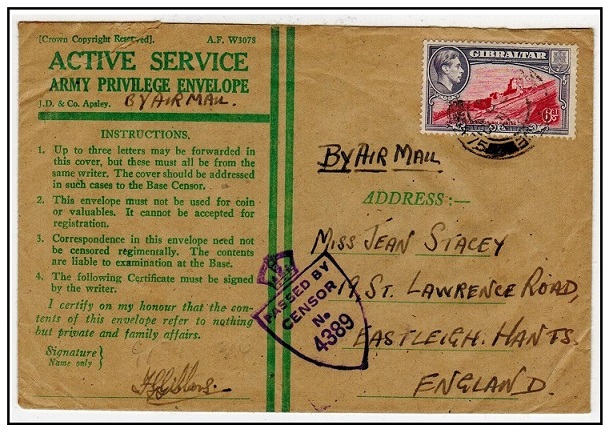 [Crown Copyright Reserved].    A.F. W3078
ACTIVE SERVICE
ARMY PRIVILEGE ENVELOPE
J.D. & Co. Apsley. BY AIR MAIL.
INSTRUCTIONS.
1. Up to three letters may be forwarded in
this cover, but these must all be from the
same writer. The cover should be addressed
in such cases to the Base Censor.
2. This envelope must not be used for coin
or valuables. It cannot be accepted for
registration.
3. Correspondence in this envelope need not
be censored regimentally. The contents
are liable to examination at the Base.
4. The following Certificate must be signed
by the writer.
I certify on my honour that the con-
tents of this envelope refer to nothing
but private and family affairs.
Signature }
Name only
GIBRALTAR
6d
BY AIR MAIL
ADDRESS:—
MISS JEAN STACEY
19, ST. LAWRENCE ROAD,
EASTLEIGH. HANTS.
ENGLAND.
PASSED BY
CENSOR
No
4389